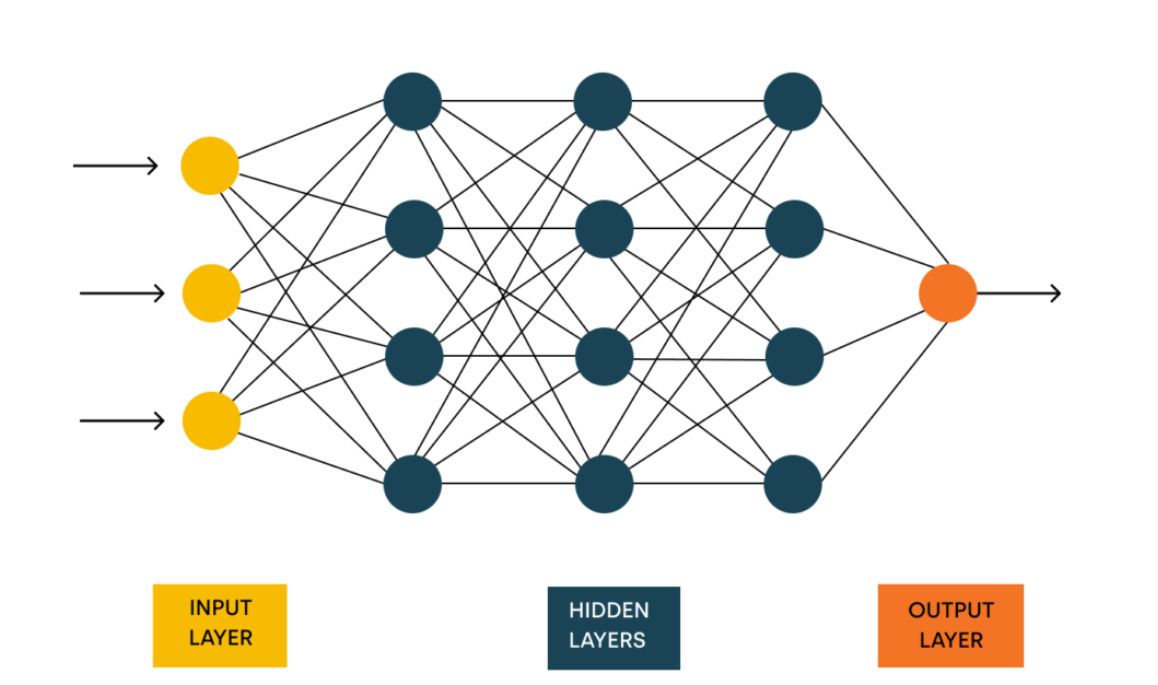 INPUT
LAYER
HIDDEN
LAYERS
OUTPUT
LAYER